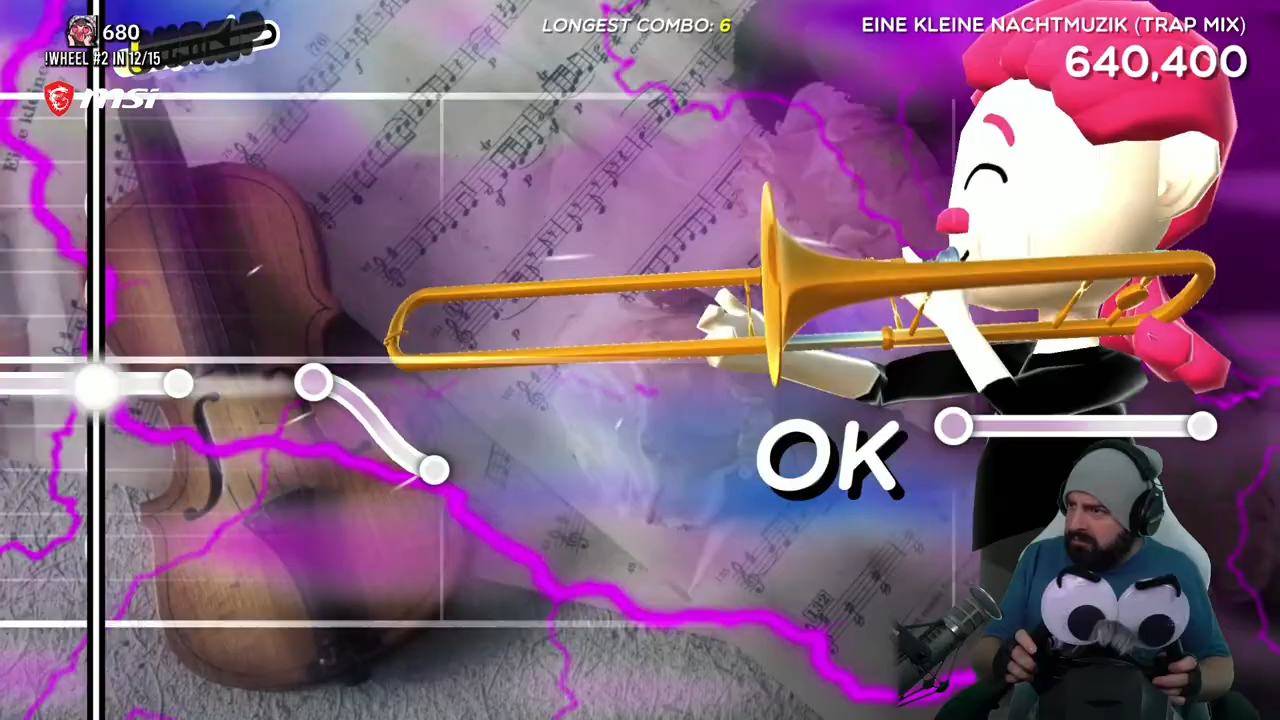 680
!WHEEL #2 IN 12/15
msi
LONGEST COMBO: 6
EINE KLEINE NACHTMUZIK (TRAP MIX)
640,400
OK